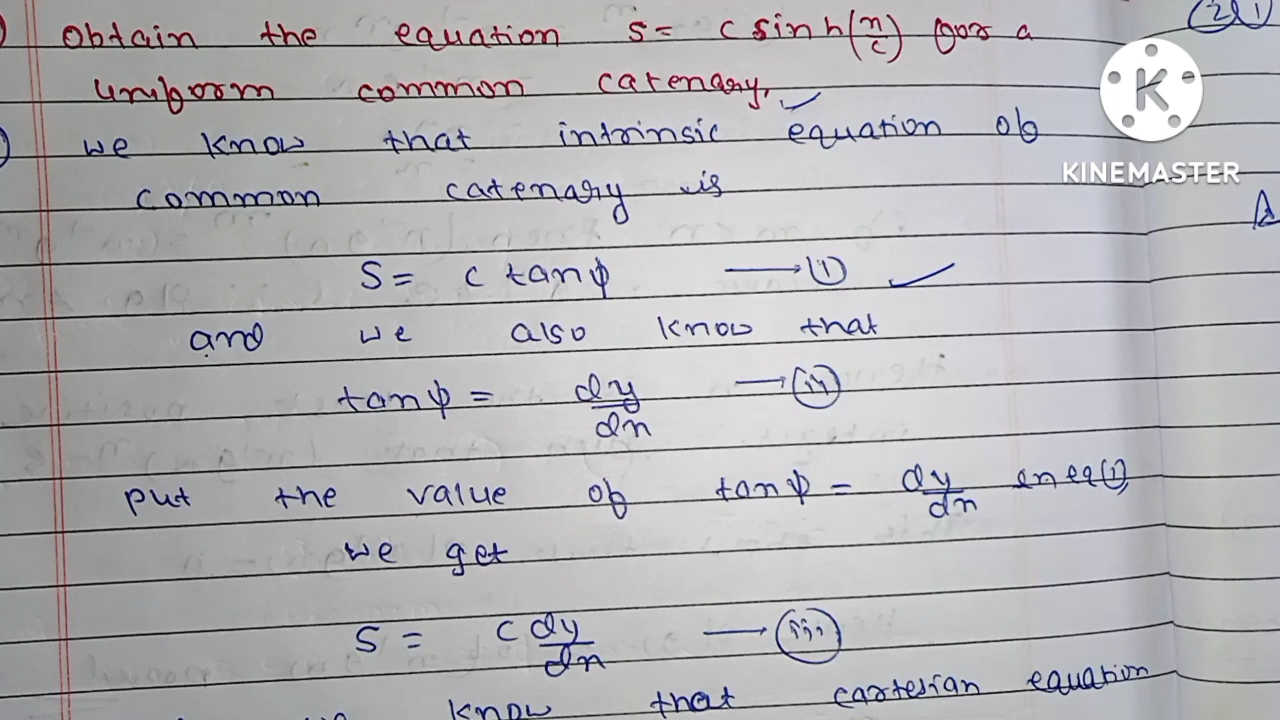 obtain the equation s = c sinh(x/c) for a
uniform common catenary.
we know that intrinsic equation of
common catenary is
s = c tanψ → (i)
and we also know that
tanψ = dy/dx → (ii)
put the value of tanψ = dy/dx in eq(i)
we get
s = c dy/dx → (iii)
know that cartesian equation
K
KINEMASTER